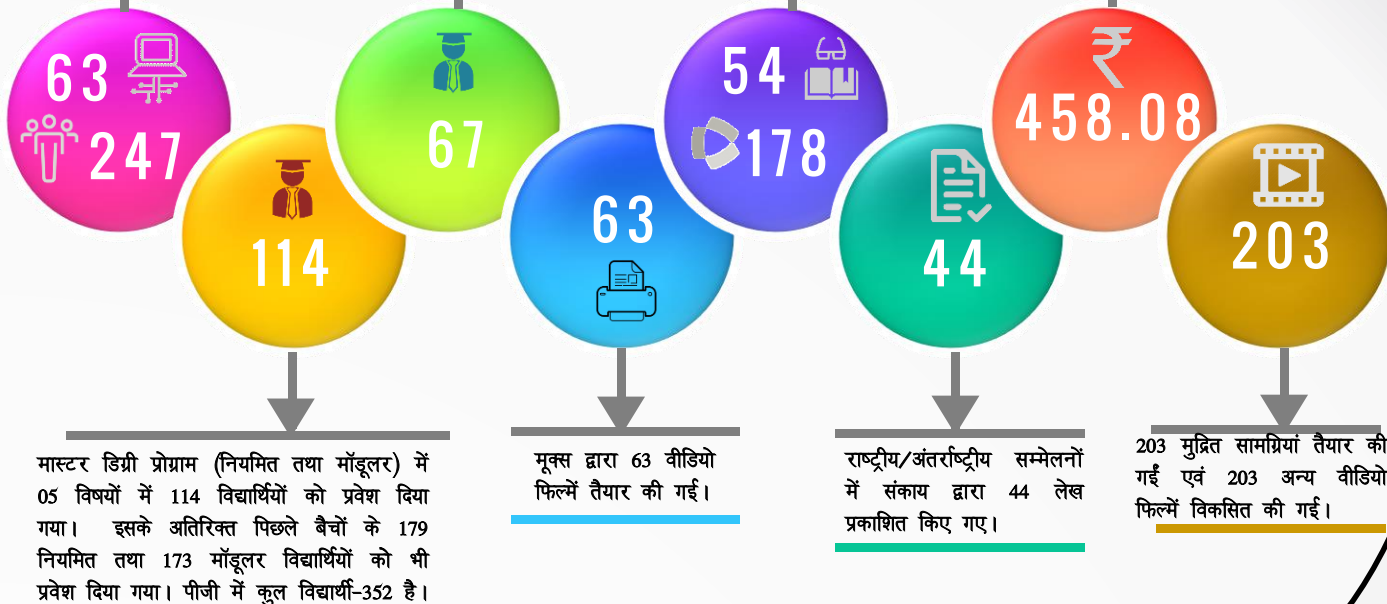 63
247
114
67
63
54
178
44
₹
458.08
203
मास्टर डिग्री प्रोग्राम (नियमित तथा मॉडूलर) में
05 विषयों में 114 विद्यार्थियों को प्रवेश दिया
गया। इसके अतिरिक्त पिछले बैचों के 179
नियमित तथा 173 मॉडूलर विद्यार्थियों को भी
प्रवेश दिया गया। पीजी में कुल विद्यार्थी-352 है।
मूक्स द्वारा 63 वीडियो
फिल्में तैयार की गई।
राष्ट्रीय/अंतर्राष्ट्रीय सम्मेलनों
में संकाय द्वारा 44 लेख
प्रकाशित किए गए।
203 मुद्रित सामग्रियां तैयार की
गईं एवं 203 अन्य वीडियो
फिल्में विकसित की गई।